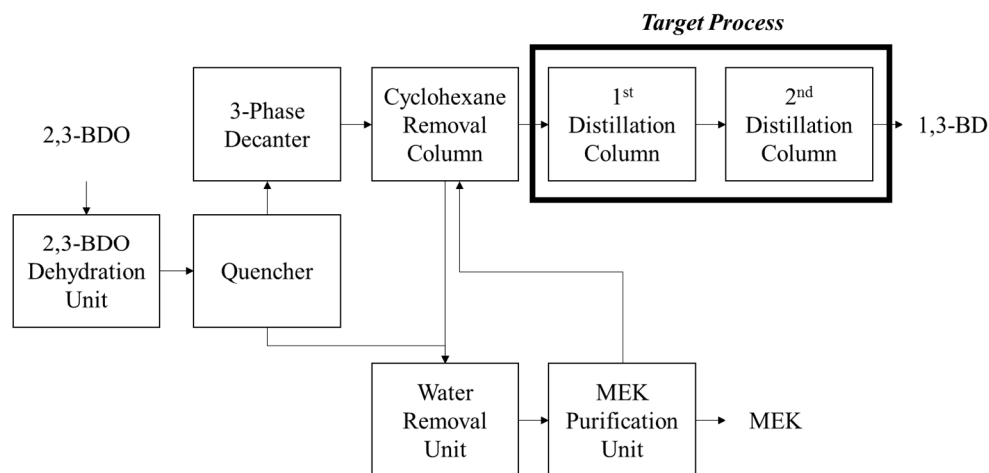 Target Process
2,3-BDO
3-Phase
Decanter
Cyclohexane
Removal
Column
1st
Distillation
Column
2nd
Distillation
Column
1,3-BD
2,3-BDO
Dehydration
Unit
Quencher
Water
Removal
Unit
MEK
Purification
Unit
MEK